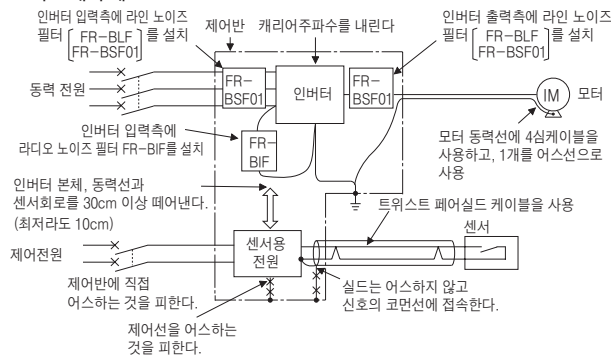 인버터 입력측에 라인 노이즈
필터 [FR-BLF
FR-BSF01] 를 설치
제어반
캐리어주파수를 내린다
인버터 출력측에 라인 노이즈
필터 [FR-BLF
FR-BSF01] 를 설치
동력 전원
FR-
BSF01
인버터
FR-
BSF01
IM
모터
인버터 입력측에
라디오 노이즈 필터 FR-BIF를 설치
FR-
BIF
모터 동력선에 4심케이블을
사용하고, 1개를 어스선으로
사용
인버터 본체, 동력선과
센서회로를 30cm 이상 떼어낸다.
(최저라도 10cm)
트위스트 페어실드 케이블을 사용
센서
제어전원
센서용
전원
제어반에 직접
어스하는 것을 피한다.
실드는 어스하지 않고
신호의 코먼선에 접속한다.
제어선을 어스하는
것을 피한다.